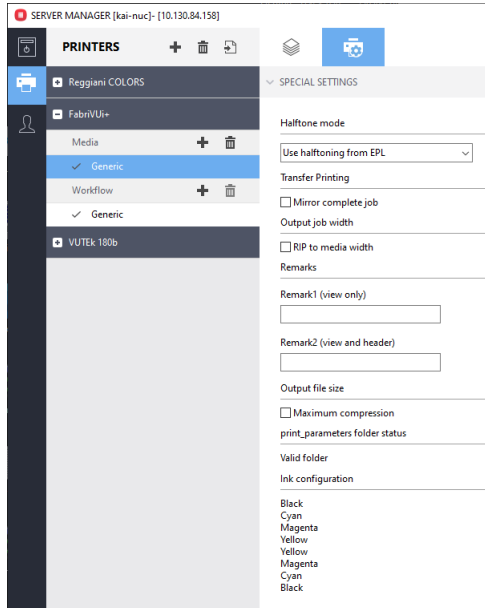 SERVER MANAGER [kai-nuc]- [10.130.84.158]
PRINTERS
Reggiani COLORS
FabriVUi+
Media
Generic
Workflow
Generic
VUTEk 180b
SPECIAL SETTINGS
Halftone mode
Use halftoning from EPL
Transfer Printing
Mirror complete job
Output job width
RIP to media width
Remarks
Remark1 (view only)
Remark2 (view and header)
Output file size
Maximum compression
print_parameters folder status
Valid folder
Ink configuration
Black
Cyan
Magenta
Yellow
Yellow
Magenta
Cyan
Black